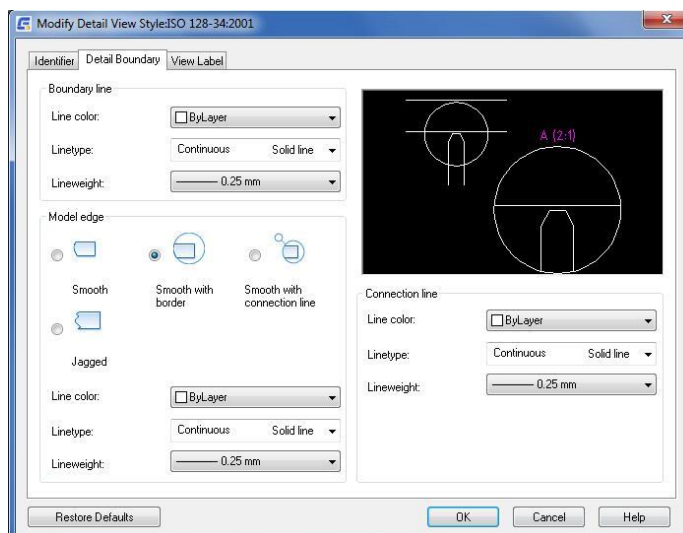 Modify Detail View Style:ISO 128-34:2001
Identifier Detail Boundary View Label
Boundary line
Line color: ByLayer
Linetype: Continuous Solid line
Lineweight: 0.25 mm
A (2:1)
Model edge
Smooth
Smooth with border
Smooth with connection line
Jagged
Line color: ByLayer
Linetype: Continuous Solid line
Lineweight: 0.25 mm
Connection line
Line color: ByLayer
Linetype: Continuous Solid line
Lineweight: 0.25 mm
Restore Defaults OK Cancel Help